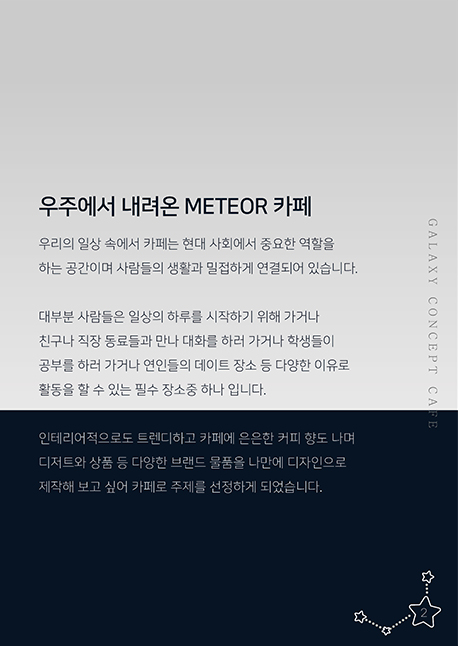 우주에서 내려온 METEOR 카페
우리의 일상 속에서 카페는 현대 사회에서 중요한 역할을
하는 공간이며 사람들의 생활과 밀접하게 연결되어 있습니다.
대부분 사람들은 일상의 하루를 시작하기 위해 가거나
친구나 직장 동료들과 만나 대화를 하러 가거나 학생들이
공부를 하러 가거나 연인들의 데이트 장소 등 다양한 이유로
활동을 할 수 있는 필수 장소중 하나 입니다.
인테리어적으로도 트렌디하고 카페에 은은한 커피 향도 나며
디저트와 상품 등 다양한 브랜드 물품을 나만에 디자인으로
제작해 보고 싶어 카페로 주제를 선정하게 되었습니다.
GALAXY CONCEPT CAFE
2